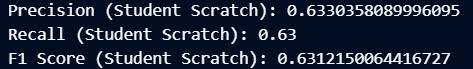 Precision (Student Scratch): 0.6330358089996095
Recall (Student Scratch): 0.63
F1 Score (Student Scratch): 0.6312150064416727